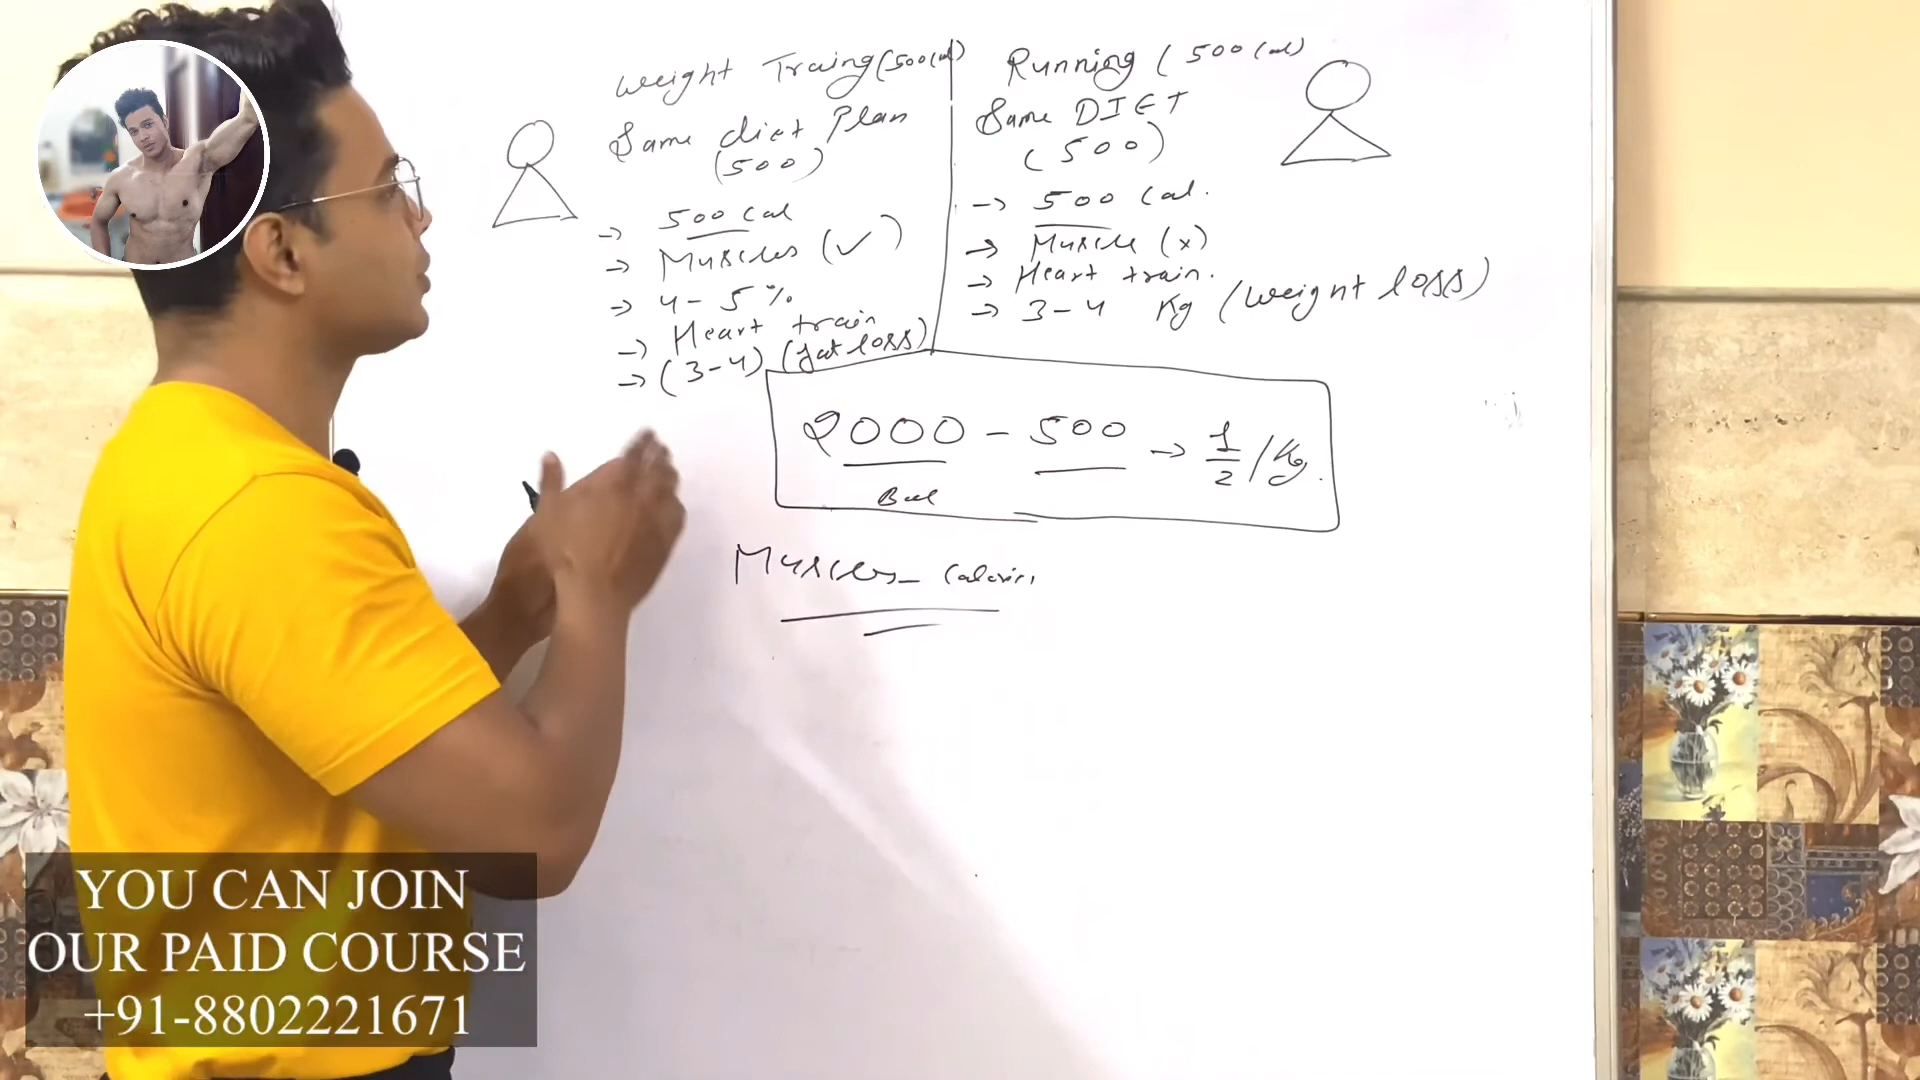 Weight Traing (500 Cal)
Same diet Plan
(500)
→ 500 Cal
→ Muscles (✓)
→ 4-5 %
→ Heart train
→ (3-4) (fat loss)
Running (500 Cal)
Same DIET
(500)
→ 500 Cal.
→ Muscle (x)
→ Heart train.
→ 3-4 Kg (weight loss)
2000 - 500 → 1/2 /Kg.
Muscles - Calories
YOU CAN JOIN
OUR PAID COURSE
+91-8802221671